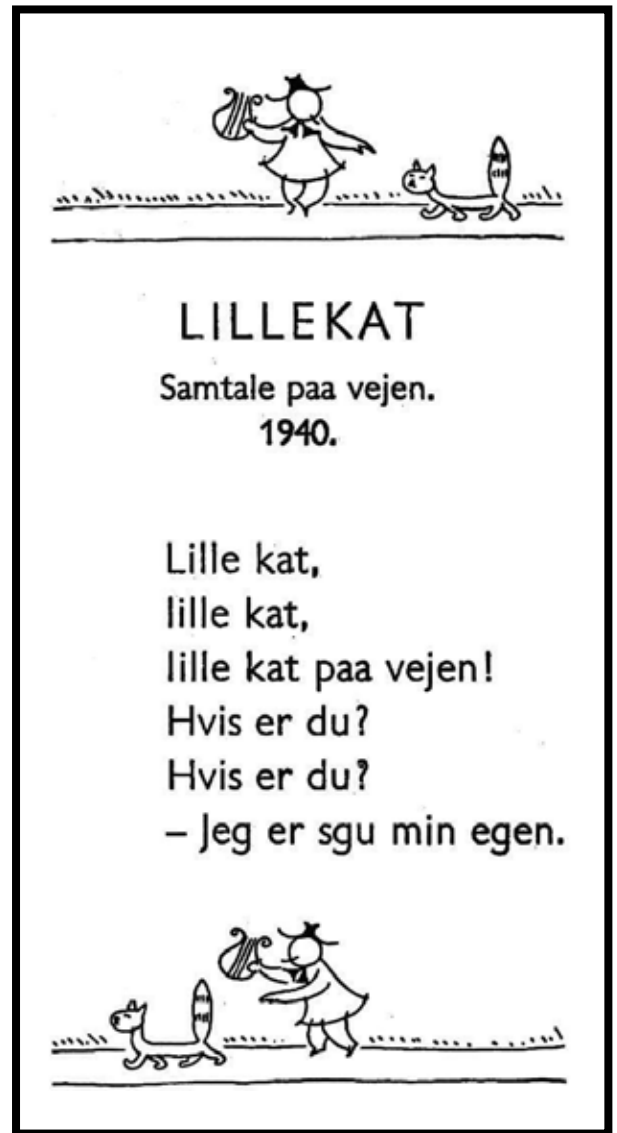 LILLEKAT
Samtale paa vejen.
1940.
Lille kat,
lille kat,
lille kat paa vejen!
Hvis er du?
Hvis er du?
– Jeg er sgu min egen.